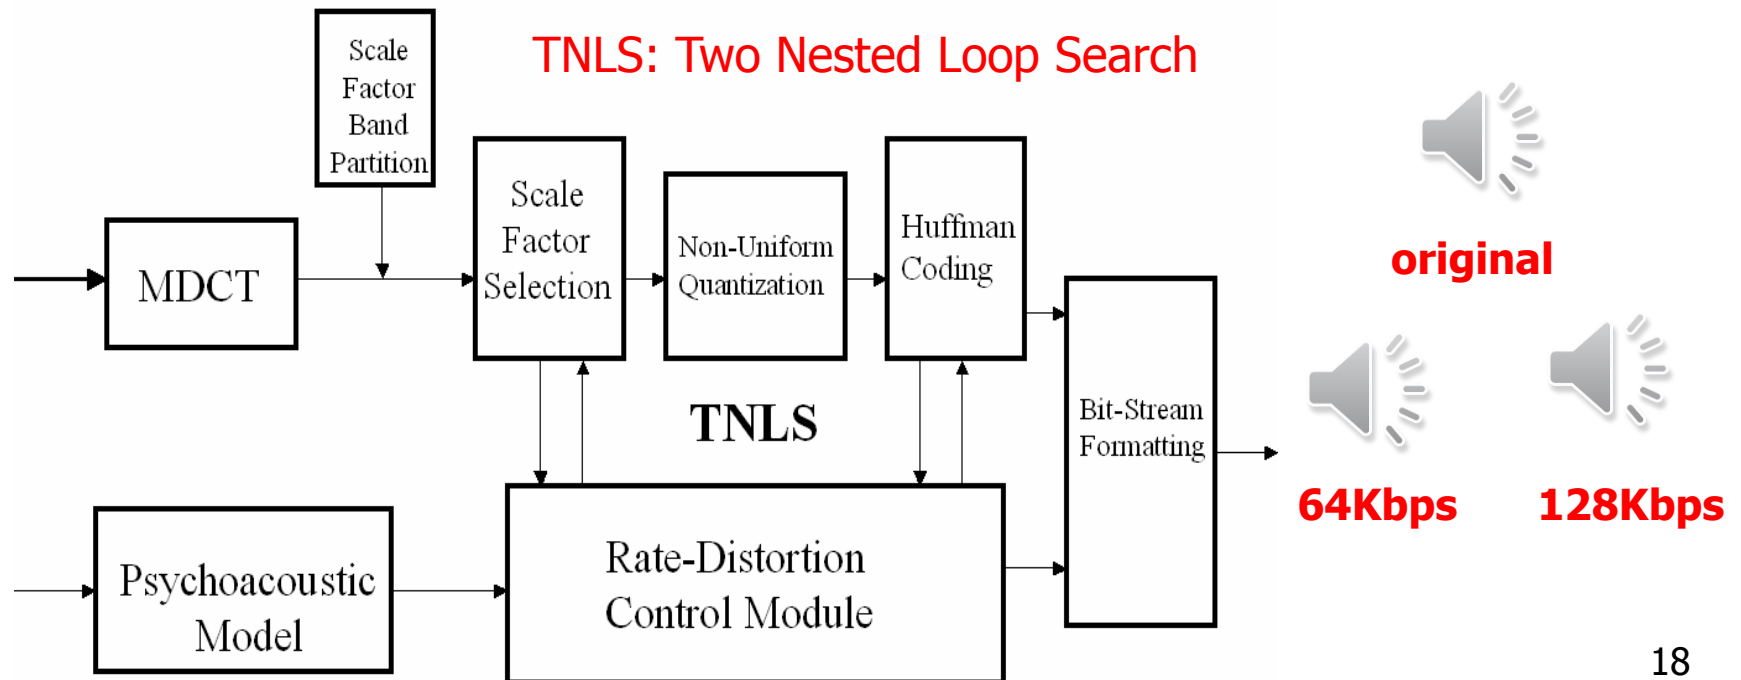 TNLS: Two Nested Loop Search
Scale
Factor
Band
Partition
MDCT
Scale
Factor
Selection
Non-Uniform
Quantization
Huffman
Coding
Bit-Stream
Formatting
TNLS
Psychoacoustic
Model
Rate-Distortion
Control Module
original
64Kbps
128Kbps
18